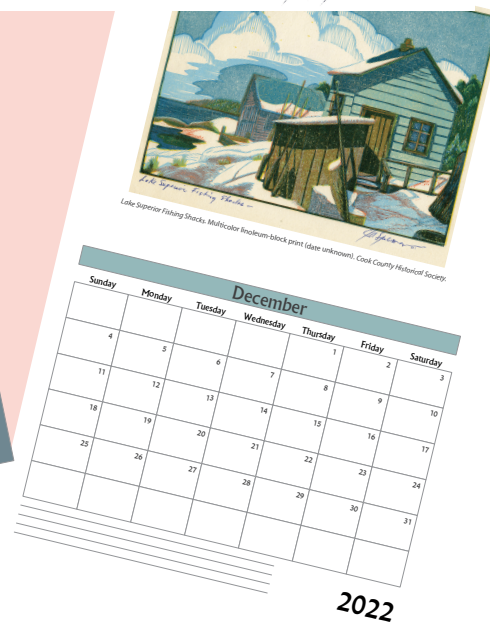 Lake Superior Fishing Shacks –
Lake Superior Fishing Shacks. Multicolor linoleum-block print (date unknown). Cook County Historical Society.
December
Sunday Monday Tuesday Wednesday Thursday Friday Saturday
1 2 3
4 5 6 7 8 9 10
11 12 13 14 15 16 17
18 19 20 21 22 23 24
25 26 27 28 29 30 31
2022